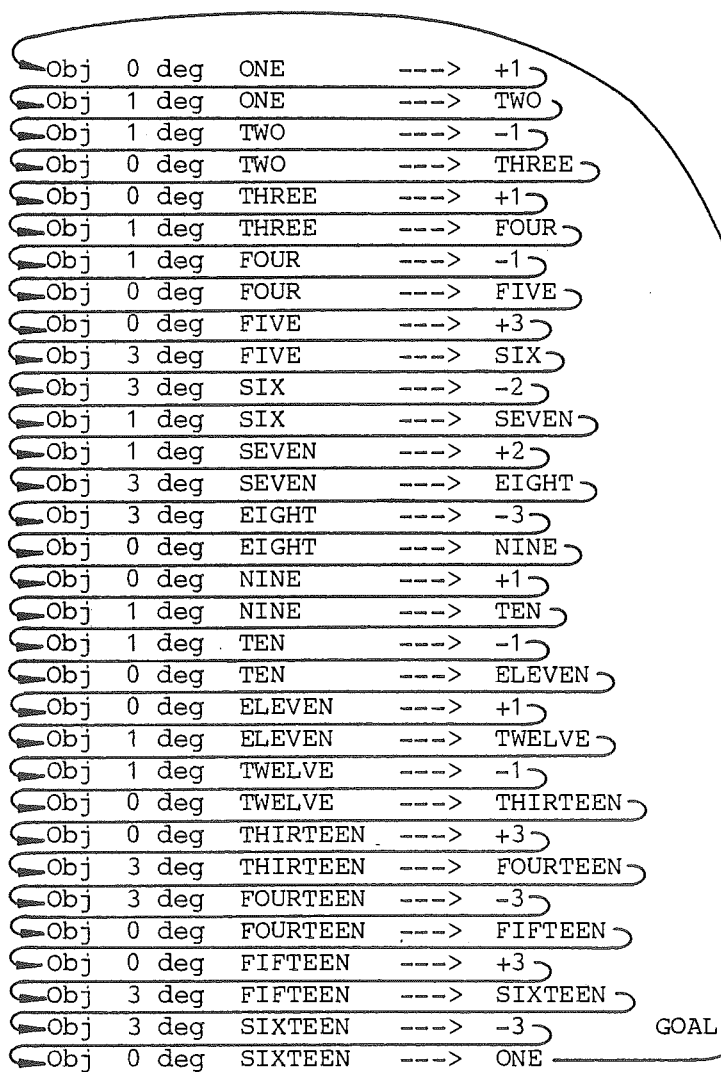 Obj 0 deg ONE ---> +1
Obj 1 deg ONE ---> TWO
Obj 1 deg TWO ---> -1
Obj 0 deg TWO ---> THREE
Obj 0 deg THREE ---> +1
Obj 1 deg THREE ---> FOUR
Obj 1 deg FOUR ---> -1
Obj 0 deg FOUR ---> FIVE
Obj 0 deg FIVE ---> +3
Obj 3 deg FIVE ---> SIX
Obj 3 deg SIX ---> -2
Obj 1 deg SIX ---> SEVEN
Obj 1 deg SEVEN ---> +2
Obj 3 deg SEVEN ---> EIGHT
Obj 3 deg EIGHT ---> -3
Obj 0 deg EIGHT ---> NINE
Obj 0 deg NINE ---> +1
Obj 1 deg NINE ---> TEN
Obj 1 deg TEN ---> -1
Obj 0 deg TEN ---> ELEVEN
Obj 0 deg ELEVEN ---> +1
Obj 1 deg ELEVEN ---> TWELVE
Obj 1 deg TWELVE ---> -1
Obj 0 deg TWELVE ---> THIRTEEN
Obj 0 deg THIRTEEN ---> +3
Obj 3 deg THIRTEEN ---> FOURTEEN
Obj 3 deg FOURTEEN ---> -3
Obj 0 deg FOURTEEN ---> FIFTEEN
Obj 0 deg FIFTEEN ---> +3
Obj 3 deg FIFTEEN ---> SIXTEEN
Obj 3 deg SIXTEEN ---> -3 GOAL
Obj 0 deg SIXTEEN ---> ONE